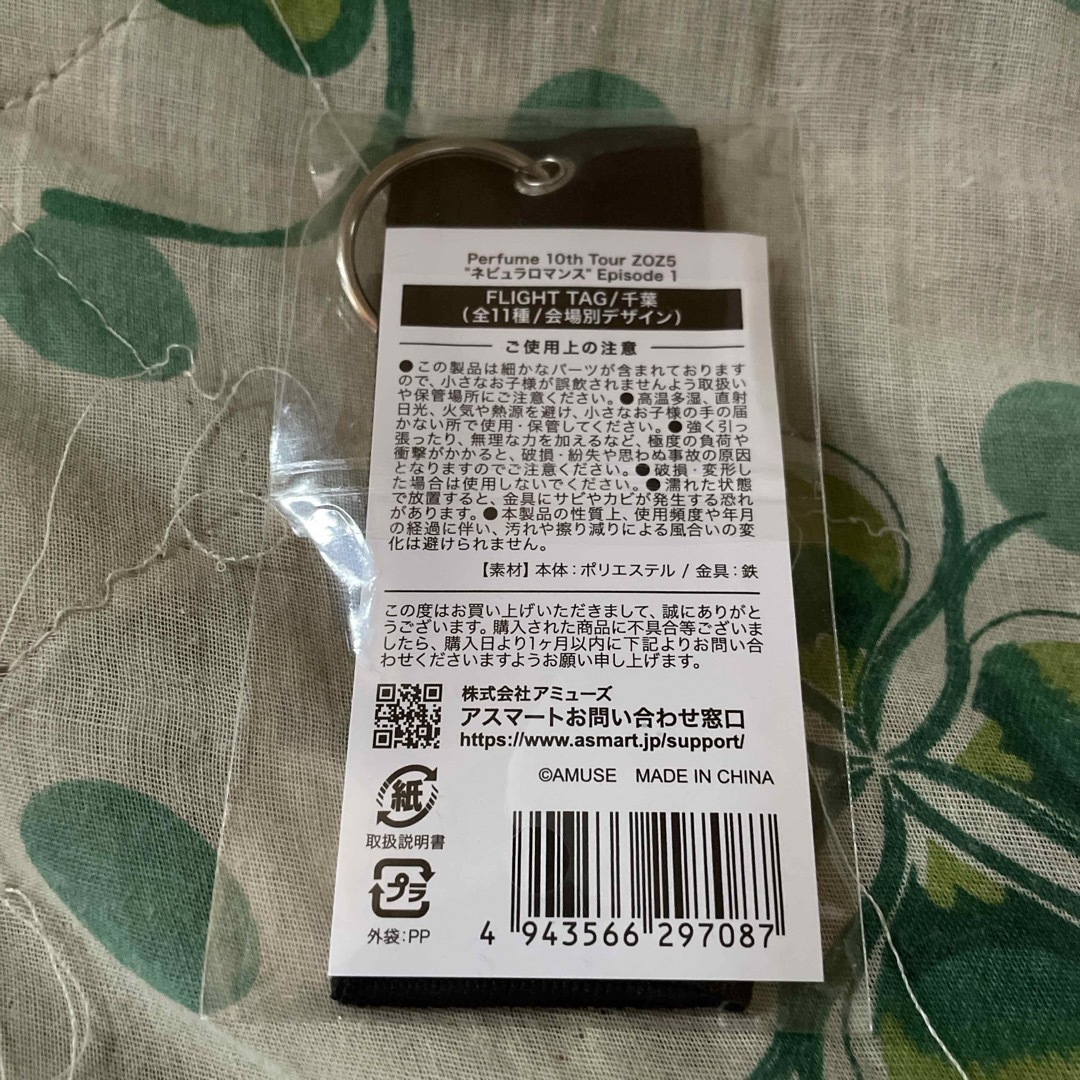 Perfume 10th Tour ZOZ5
"ネビュラロマンス" Episode 1
FLIGHT TAG/千葉
(全11種/会場別デザイン)
ご使用上の注意
●この製品は細かなパーツが含まれております
ので、小さなお子様が誤飲されませんよう取扱い
や保管場所にご注意ください。●高温多湿、直射
日光、火気や熱源を避け、小さなお子様の手の届
かない所で使用・保管してください。●強く引っ
張ったり、無理な力を加えるなど、極度の負荷や
衝撃がかかると、破損・紛失や思わぬ事故の原因
となりますのでご注意ください。●破損・変形し
た場合は使用しないでください。●濡れた状態
で放置すると、金具にサビやカビが発生する恐れ
があります。●本製品の性質上、使用頻度や年月
の経過に伴い、汚れや擦り減りによる風合いの変
化は避けられません。
【素材】本体:ポリエステル / 金具:鉄
この度はお買い上げいただきまして、誠にありがと
うございます。購入された商品に不具合等ございま
したら、購入日より1ヶ月以内に下記よりお問い合
わせくださいますようお願い申し上げます。
株式会社アミューズ
アスマートお問い合わせ窓口
https://www.asmart.jp/support/
©AMUSE MADE IN CHINA
紙
取扱説明書
プラ
外袋:PP
4 943566 297087